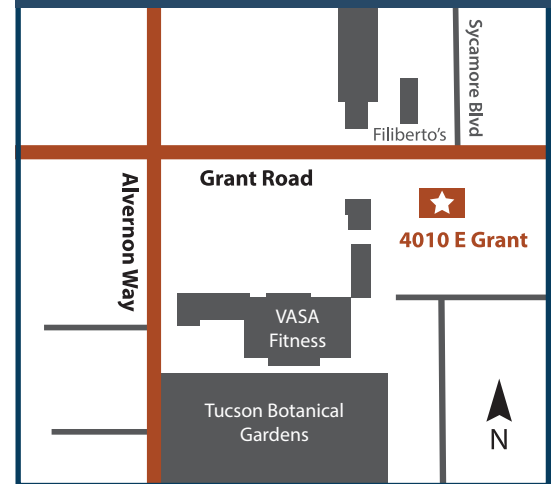 Sycamore Blvd
Filiberto’s
Grant Road
Alvernon Way
4010 E Grant
VASA
Fitness
Tucson Botanical
Gardens
N